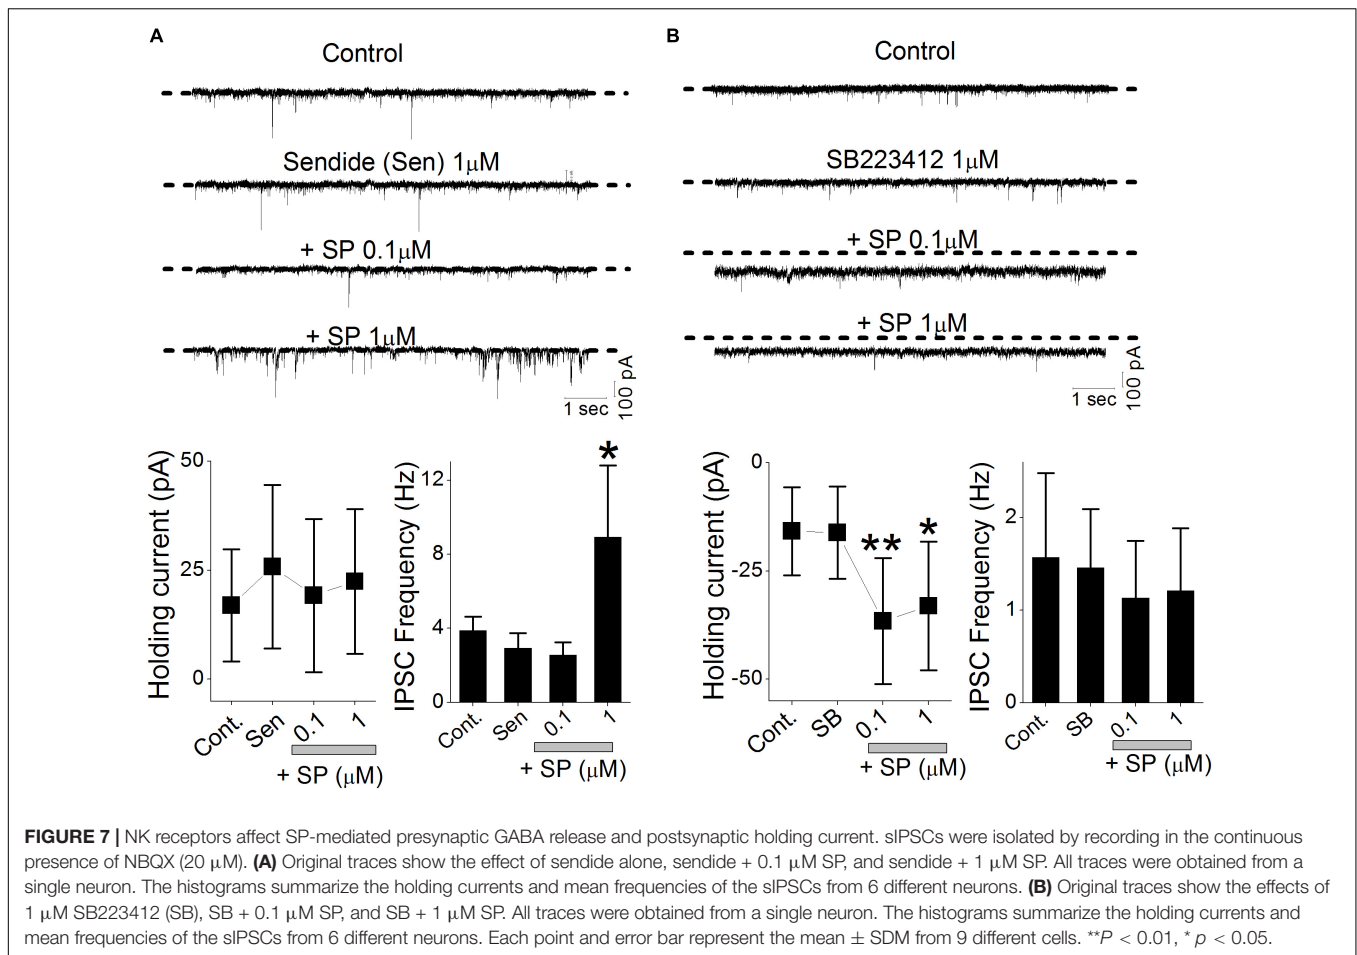 A
Control
Sendide (Sen) 1μM
+ SP 0.1μM
+ SP 1μM
1 sec
100 pA
Holding current (pA)
50
25
0
Cont.
Sen
0.1
1
+ SP (μM)
IPSC Frequency (Hz)
12
8
4
0
*
Cont.
Sen
0.1
1
+ SP (μM)
B
Control
SB223412 1μM
+ SP 0.1μM
+ SP 1μM
1 sec
100 pA
Holding current (pA)
0
-25
-50
**
*
Cont.
SB
0.1
1
+ SP (μM)
IPSC Frequency (Hz)
2
1
0
Cont.
SB
0.1
1
+ SP (μM)
FIGURE 7 | NK receptors affect SP-mediated presynaptic GABA release and postsynaptic holding current. sIPSCs were isolated by recording in the continuous
presence of NBQX (20 μM). (A) Original traces show the effect of sendide alone, sendide + 0.1 μM SP, and sendide + 1 μM SP. All traces were obtained from a
single neuron. The histograms summarize the holding currents and mean frequencies of the sIPSCs from 6 different neurons. (B) Original traces show the effects of
1 μM SB223412 (SB), SB + 0.1 μM SP, and SB + 1 μM SP. All traces were obtained from a single neuron. The histograms summarize the holding currents and
mean frequencies of the sIPSCs from 6 different neurons. Each point and error bar represent the mean ± SDM from 9 different cells. **P < 0.01, * p < 0.05.